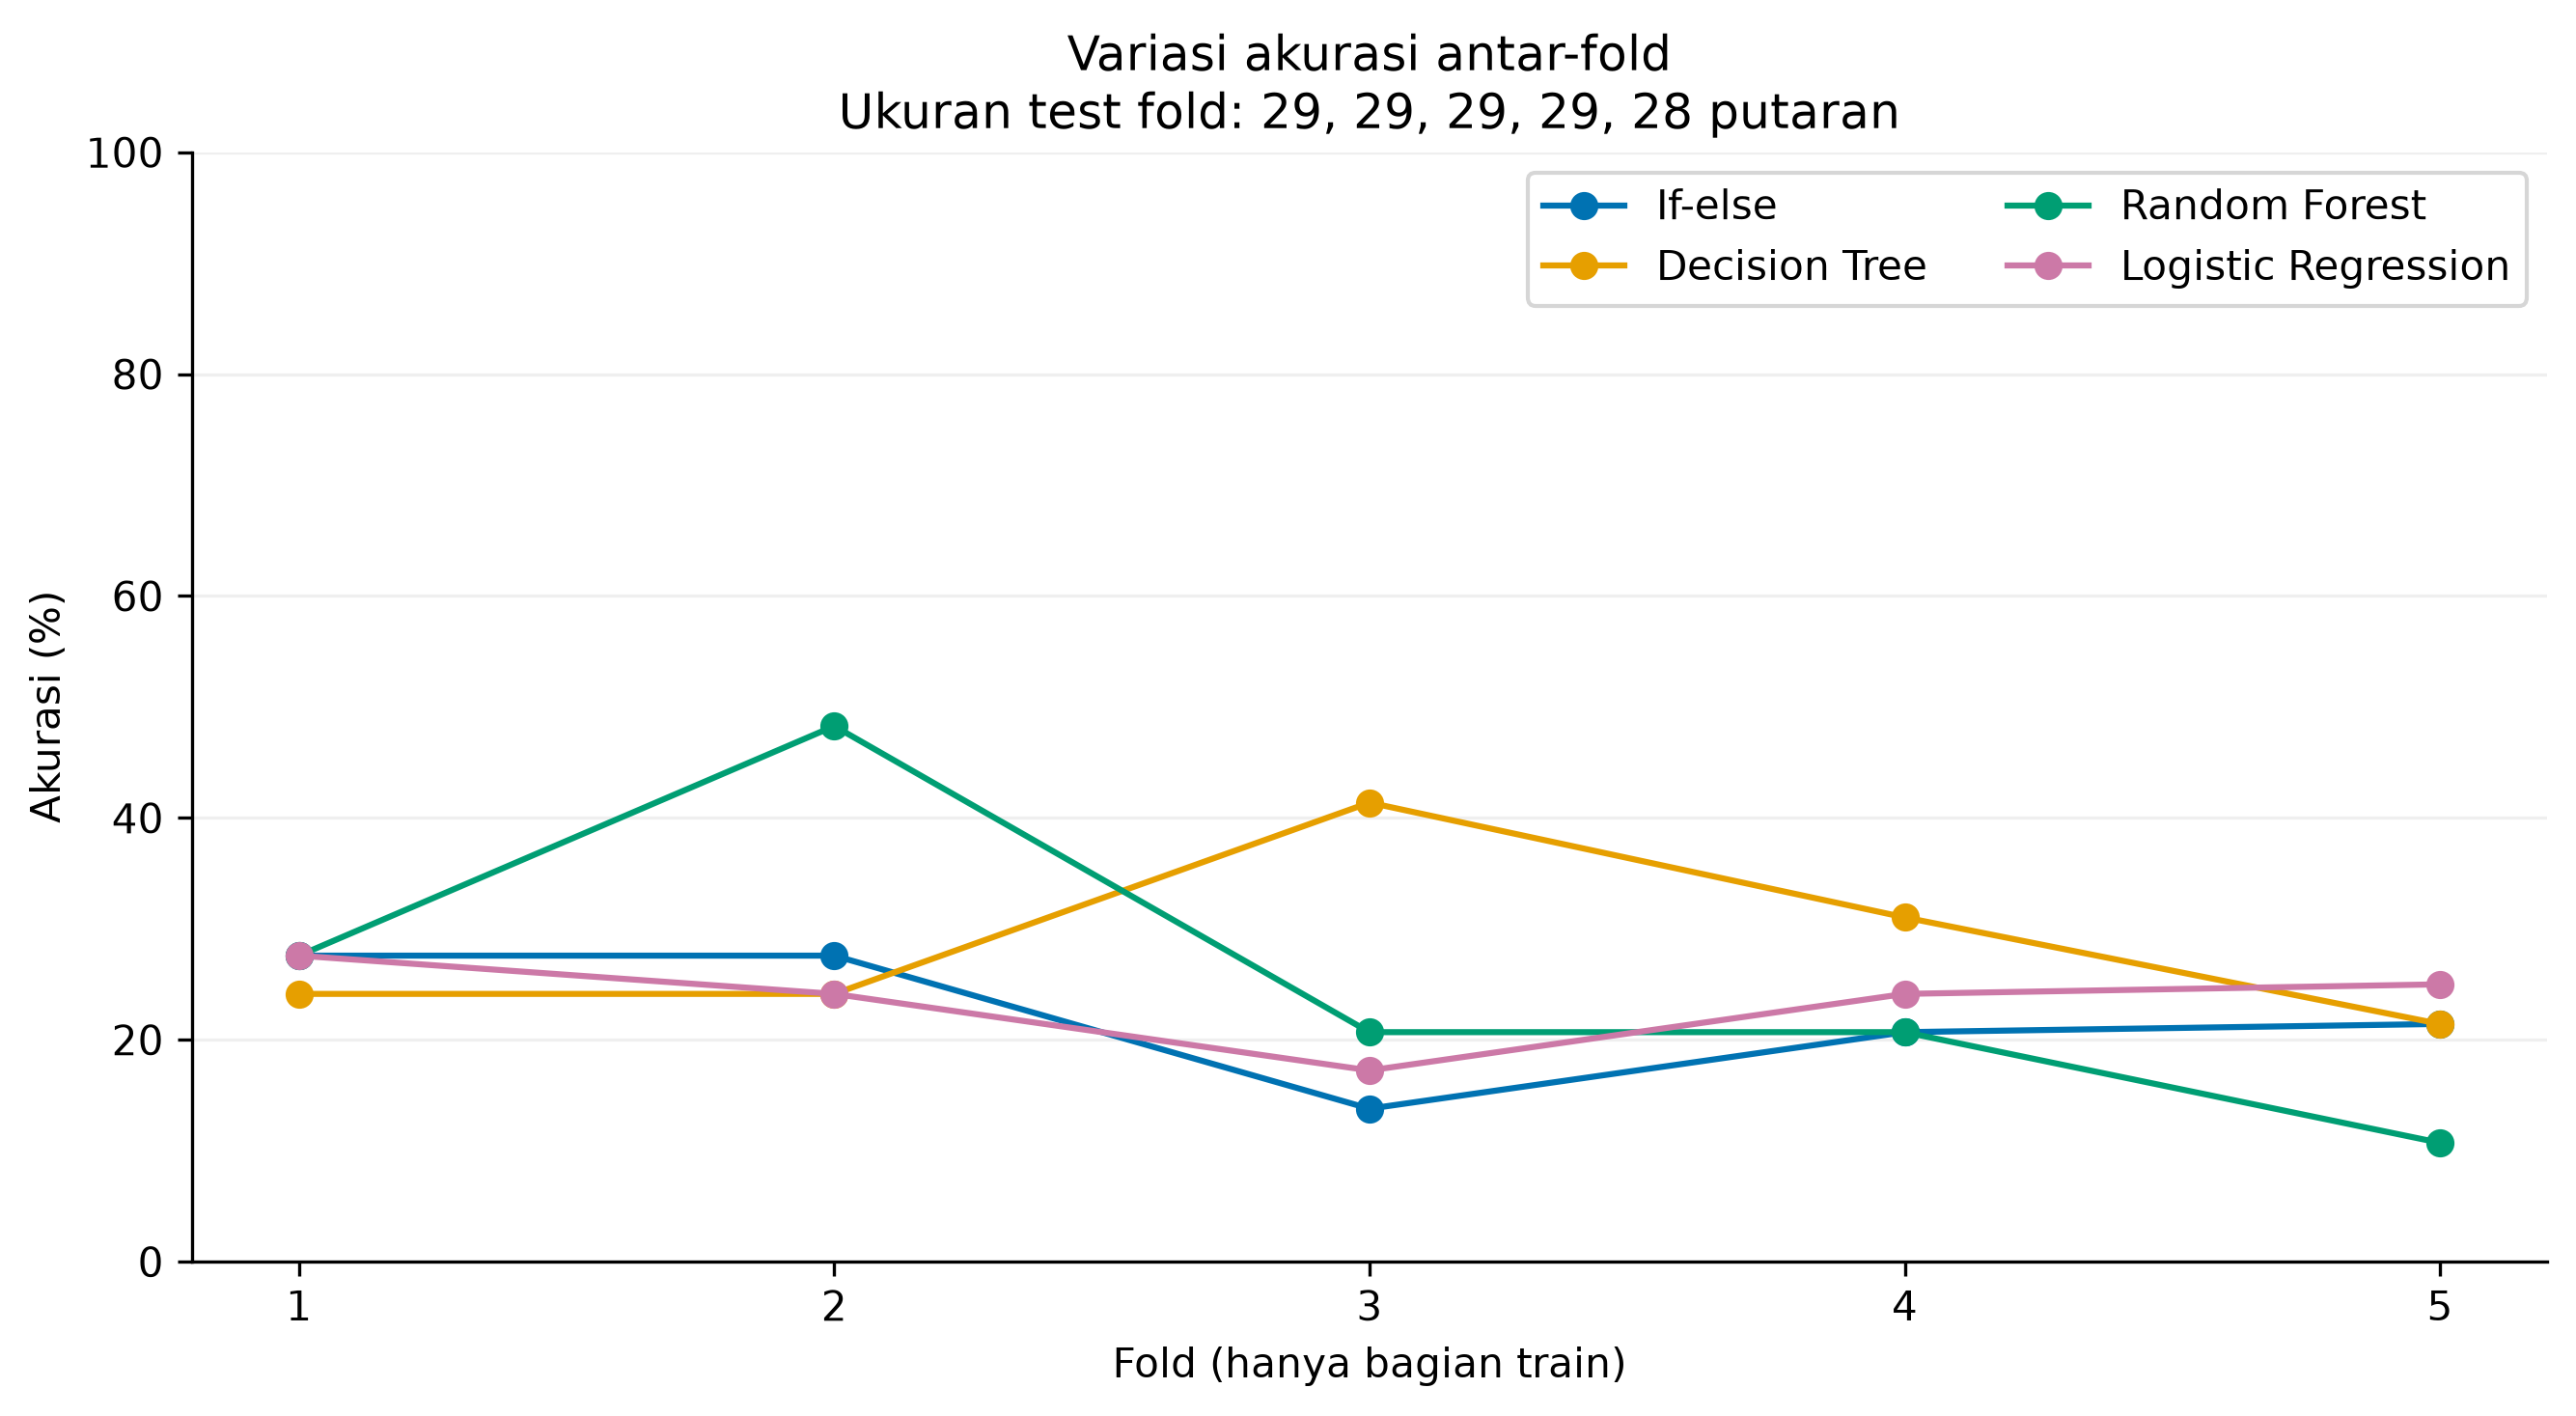 Variasi akurasi antar-fold
Ukuran test fold: 29, 29, 29, 29, 28 putaran
If-else
Decision Tree
Random Forest
Logistic Regression
Akurasi (%)
100
80
60
40
20
0
1 2 3 4 5
Fold (hanya bagian train)